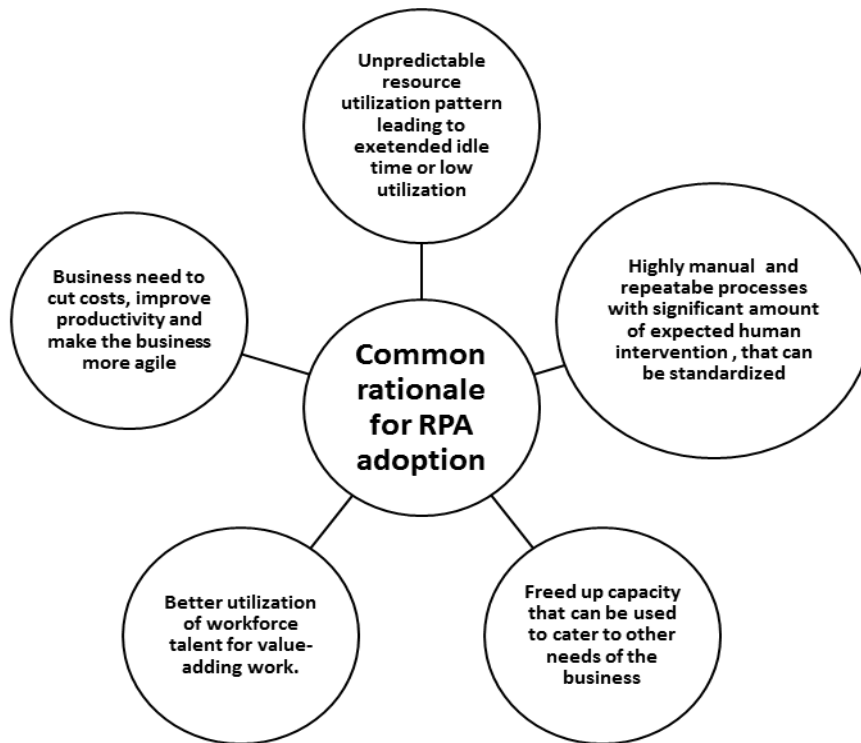 Unpredictable
resource
utilization pattern
leading to
exetended idle
time or low
utilization
Business need to
cut costs, improve
productivity and
make the business
more agile
Highly manual and
repeatabe processes
with significant amount
of expected human
intervention , that can
be standardized
Common
rationale
for RPA
adoption
Better utilization
of workforce
talent for value-
adding work.
Freed up capacity
that can be used
to cater to other
needs of the
business